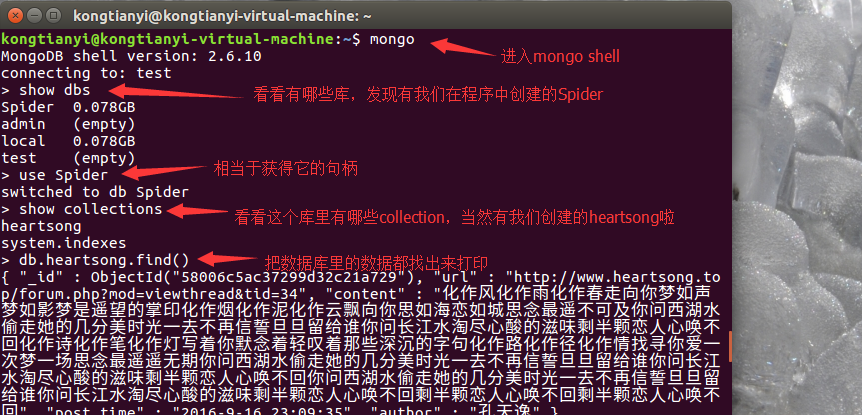 kongtianyi@kongtianyi-virtual-machine: ~
kongtianyi@kongtianyi-virtual-machine:~$ mongo
进入mongo shell
MongoDB shell version: 2.6.10
connecting to: test
> show dbs
看看有哪些库，发现有我们在程序中创建的Spider
Spider 0.078GB
admin (empty)
local 0.078GB
test (empty)
> use Spider
相当于获得它的句柄
switched to db Spider
> show collections
看看这个库里有哪些collection，当然有我们创建的heartsong啦
heartsong
system.indexes
> db.heartsong.find()
把数据库里的数据都找出来打印
{ "_id" : ObjectId("58006c5ac37299d32c21a729"), "url" : "http://www.heartsong.to
p/forum.php?mod=viewthread&tid=34", "content" : "化作风化作雨化作春走向你梦如声
梦如影梦是遥望的掌印化作烟化作泥化作云飘向你思如海恋如城思念最遥不可及你问西湖水
偷走她的几分美时光一去不再信誓旦旦留给谁你问长江水淘尽心酸的滋味剩半颗恋人心唤不
回化作诗化作笔化作灯写着你默念着轻叹着那些深沉的字句化作路化作径化作情找寻你爱一
次梦一场思念最遥遥无期你问西湖水偷走她的几分美时光一去不再信誓旦旦留给谁你问长江
水淘尽心酸的滋味剩半颗恋人心唤不回你问西湖水偷走她的几分美时光一去不再信誓旦旦留
给谁你问长江水淘尽心酸的滋味剩半颗恋人心唤不回你问长江水淘尽心酸的滋味剩半颗恋人心唤不
回", "post_time" : "2016-9-16 23:09:35", "author" : "孔天逸" }